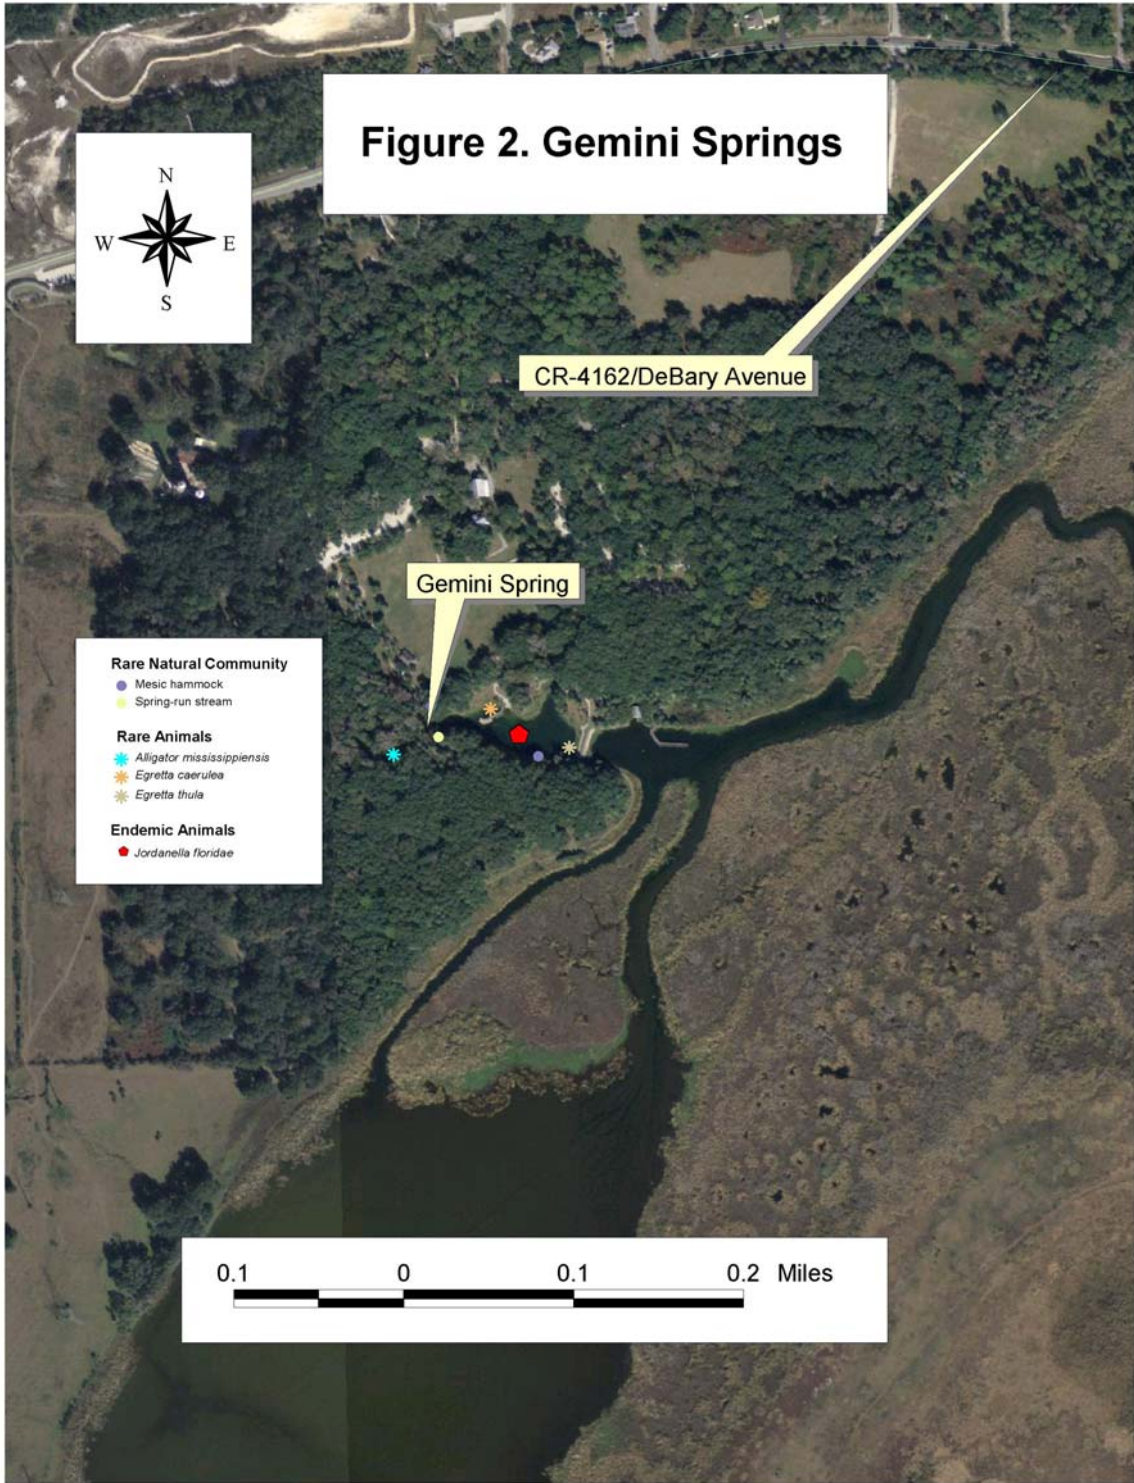 Figure 2. Gemini Springs
N
W E
S
CR-4162/DeBary Avenue
Gemini Spring
Rare Natural Community
Mesic hammock
Spring-run stream
Rare Animals
Alligator mississippiensis
Egretta caerulea
Egretta thula
Endemic Animals
Jordanella floridae
0.1 0 0.1 0.2 Miles